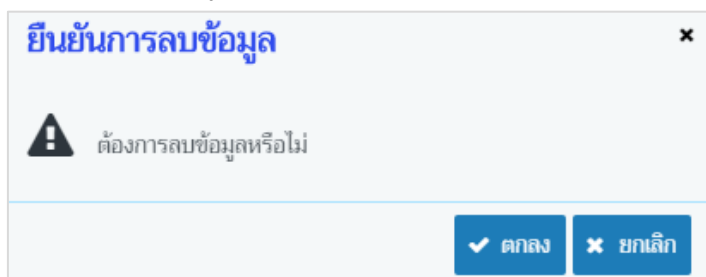 ยืนยันการลบข้อมูล
ต้องการลบข้อมูลหรือไม่
ตกลง
ยกเลิก